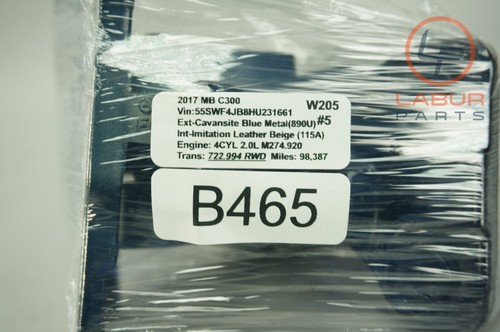 LABUR
PARTS
2017 MB C300 W205
Vin:55SWF4JB8HU231661
Ext-Cavansite Blue Metal(890U) #5
Int-Imitation Leather Beige (115A)
Engine: 4CYL 2.0L M274.920
Trans: 722.994 RWD Miles: 98,387
B465